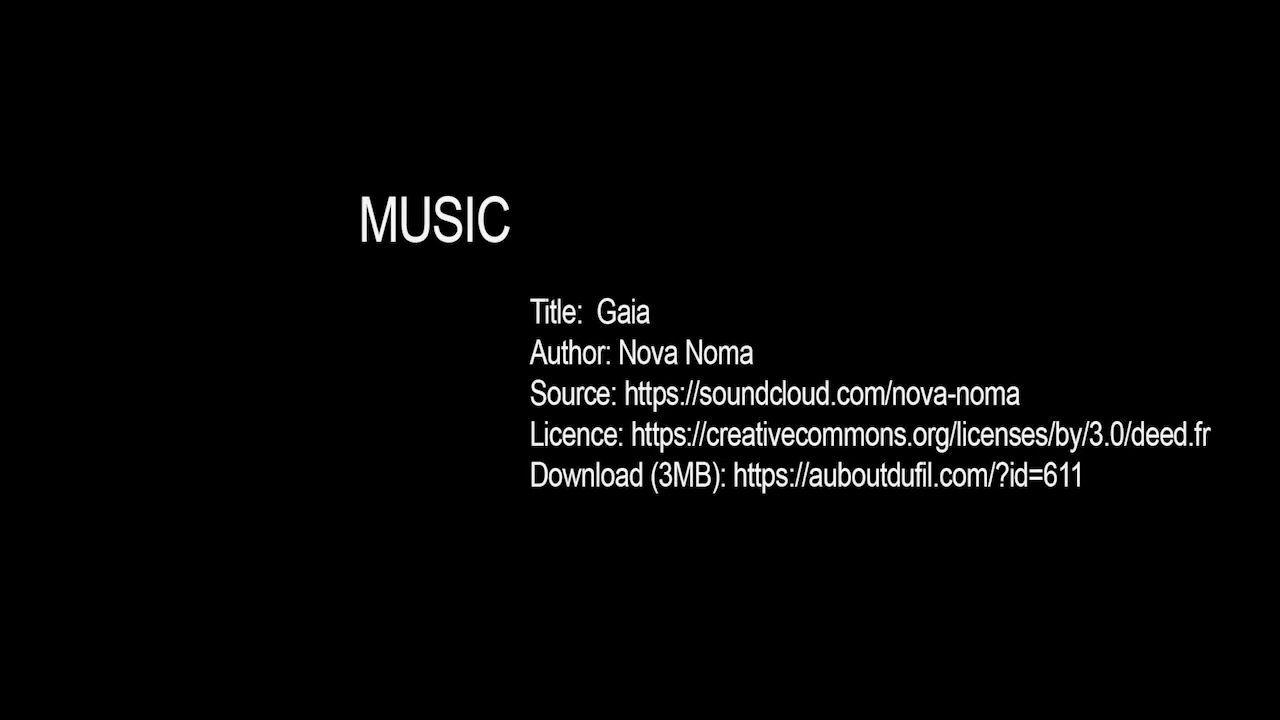 MUSIC
Title:  Gaia
Author: Nova Noma
Source: https://soundcloud.com/nova-noma
Licence: https://creativecommons.org/licenses/by/3.0/deed.fr
Download (3MB): https://auboutdufil.com/?id=611